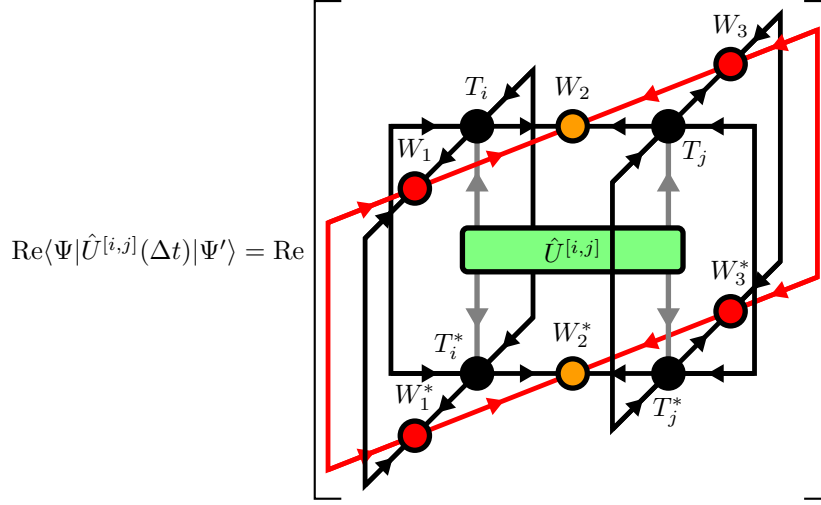 W_3
T_i
W_2
W_1
T_j
Re⟨Ψ|Û^{[i,j]}(Δt)|Ψ′⟩ = Re
Û^{[i,j]}
W_3^*
T_i^*
W_2^*
W_1^*
T_j^*